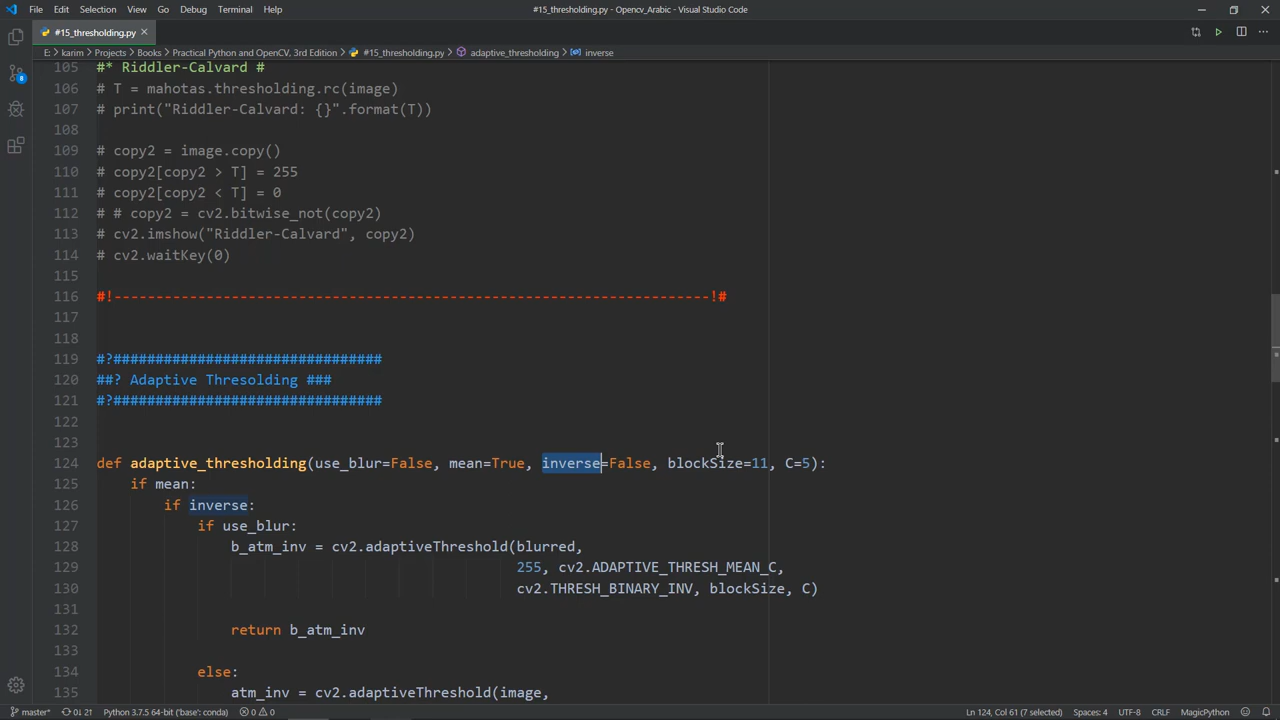 File Edit Selection View Go Debug Terminal Help
#15_thresholding.py - Opencv_Arabic - Visual Studio Code
#15_thresholding.py ×
E: > karim > Projects > Books > Practical Python and OpenCV, 3rd Edition > #15_thresholding.py > adaptive_thresholding > inverse
105 #* Riddler-Calvard #
106 # T = mahotas.thresholding.rc(image)
107 # print("Riddler-Calvard: {}".format(T))
108
109 # copy2 = image.copy()
110 # copy2[copy2 > T] = 255
111 # copy2[copy2 < T] = 0
112 # # copy2 = cv2.bitwise_not(copy2)
113 # cv2.imshow("Riddler-Calvard", copy2)
114 # cv2.waitKey(0)
115
116 #!-----------------------------------------------------------------------!#
117
118
119 #?################################
120 ##? Adaptive Thresolding ###
121 #?################################
122
123
124 def adaptive_thresholding(use_blur=False, mean=True, inverse=False, blockSize=11, C=5):
125 if mean:
126 if inverse:
127 if use_blur:
128 b_atm_inv = cv2.adaptiveThreshold(blurred,
129 255, cv2.ADAPTIVE_THRESH_MEAN_C,
130 cv2.THRESH_BINARY_INV, blockSize, C)
131
132 return b_atm_inv
133
134 else:
135 atm_inv = cv2.adaptiveThreshold(image,
8
master* 0↓ 21↑ Python 3.7.5 64-bit ('base': conda) 0 0 Ln 124, Col 61 (7 selected) Spaces: 4 UTF-8 CRLF MagicPython